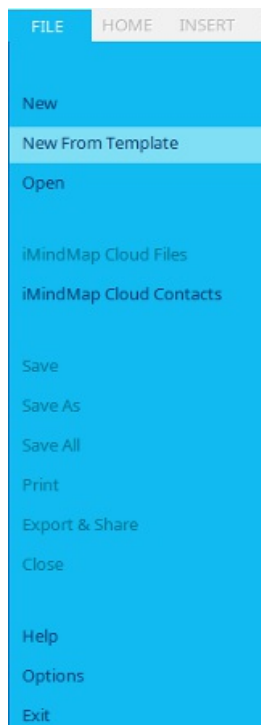 FILE HOME INSERT
New
New From Template
Open
iMindMap Cloud Files
iMindMap Cloud Contacts
Save
Save As
Save All
Print
Export & Share
Close
Help
Options
Exit